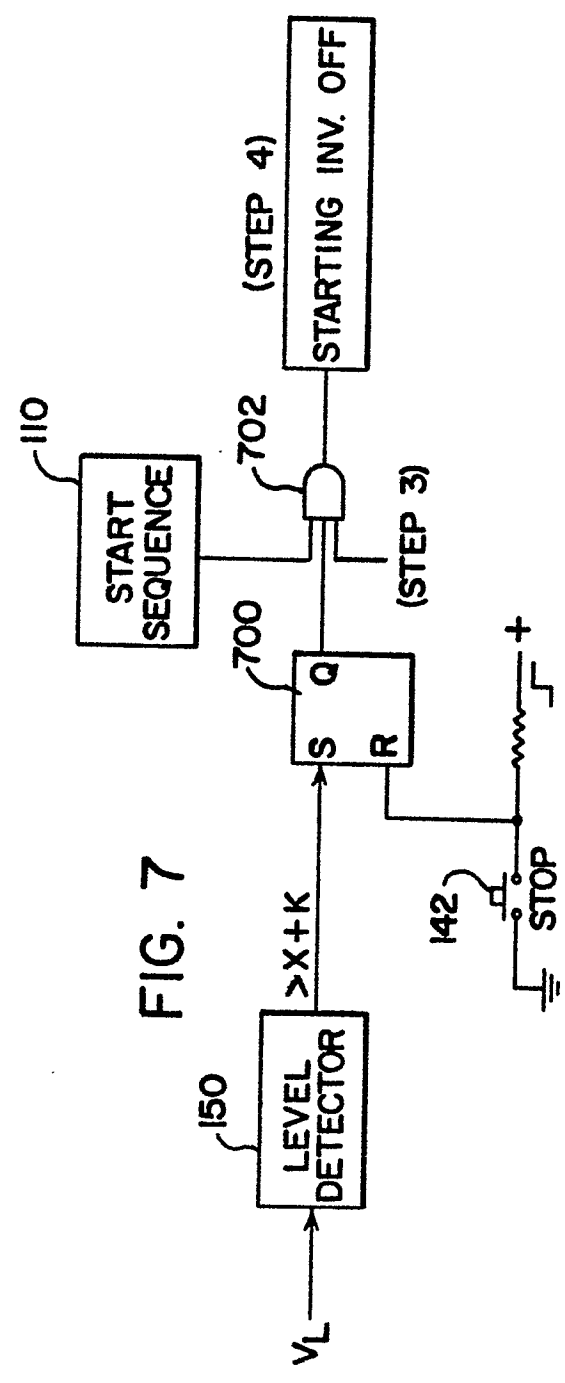 FIG. 7
110
START
SEQUENCE
(STEP 4)
702
STARTING INV. OFF
700
150
V_L
LEVEL
DETECTOR
>X+K
S
Q
R
(STEP 3)
142
STOP
+